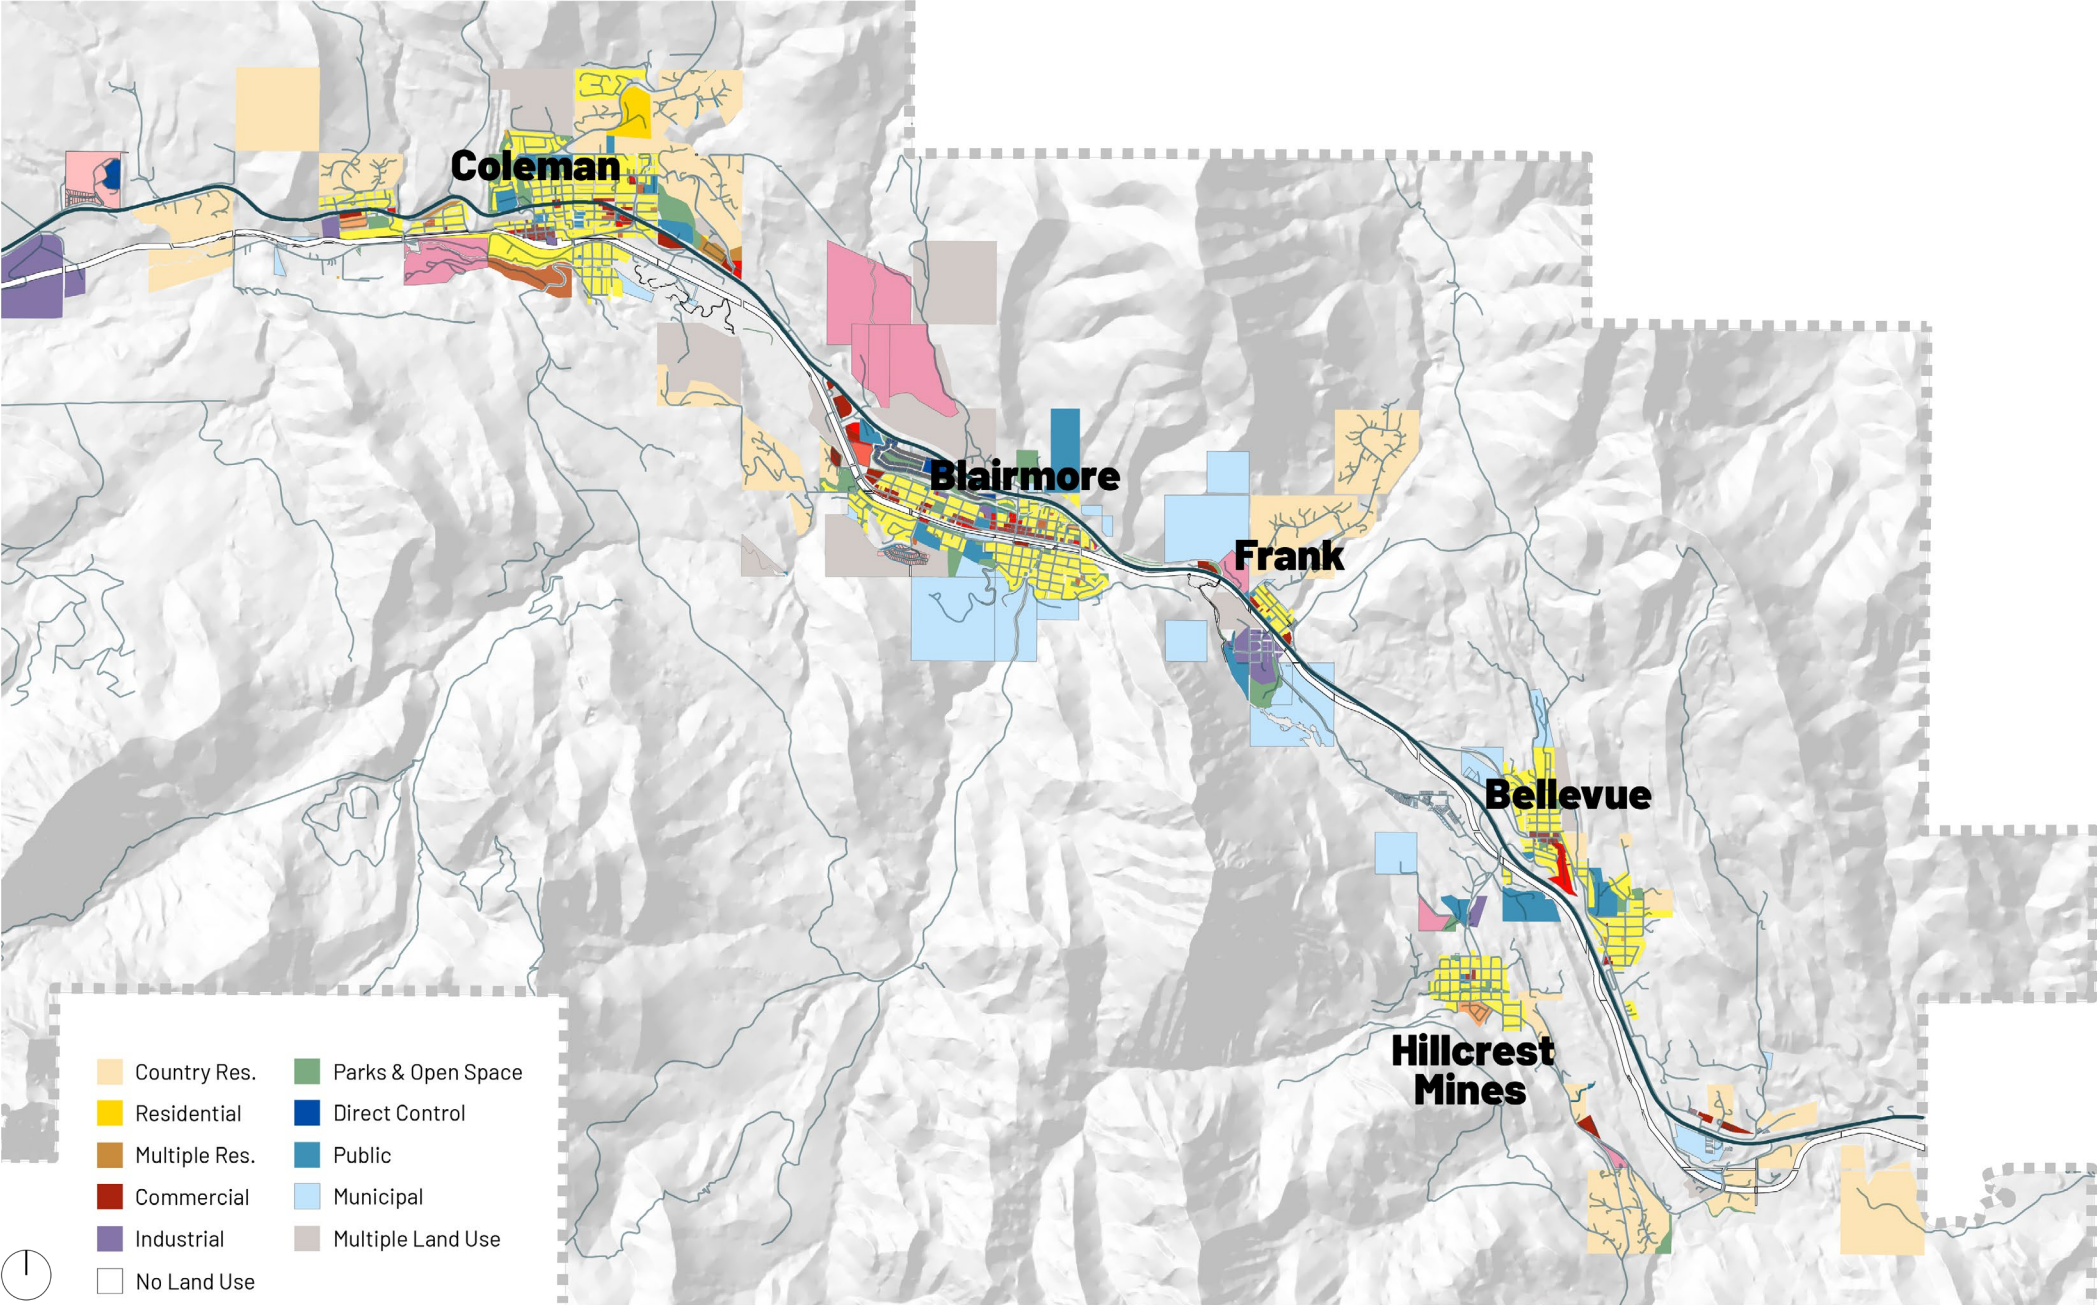 Coleman
Blairmore
Frank
Bellevue
Hillcrest
Mines
Country Res.
Residential
Multiple Res.
Commercial
Industrial
No Land Use
Parks & Open Space
Direct Control
Public
Municipal
Multiple Land Use